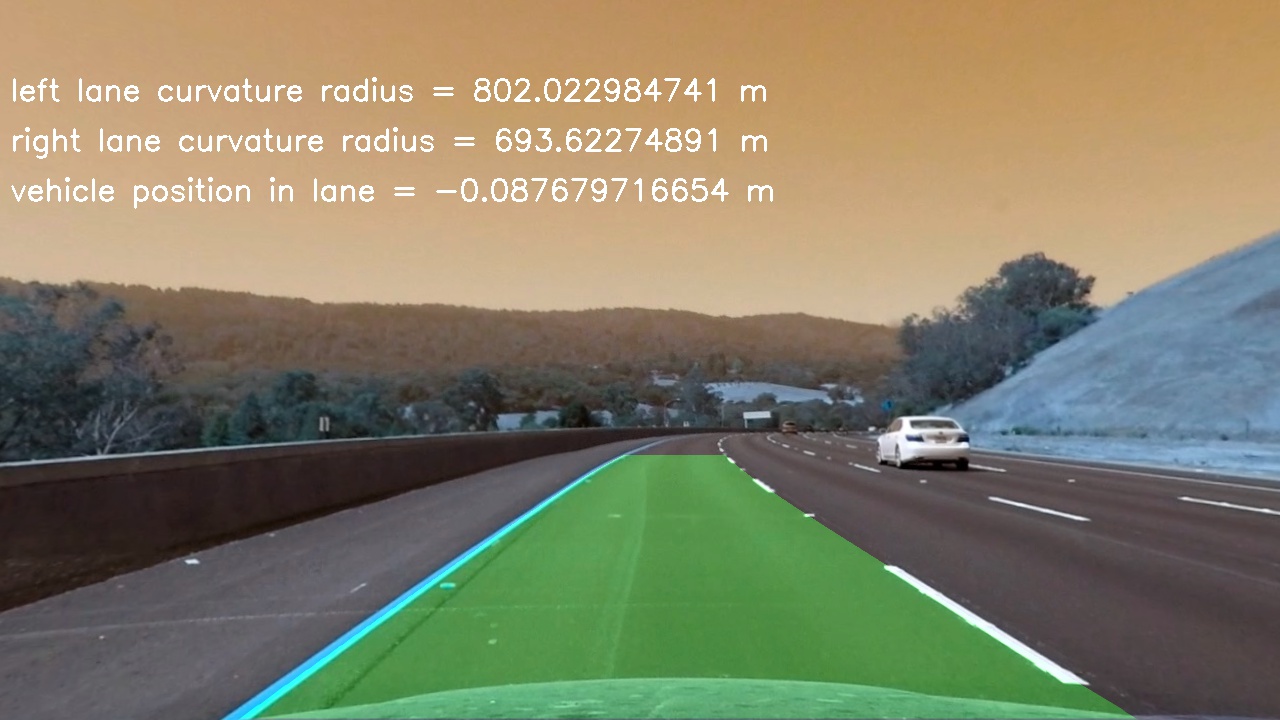 left lane curvature radius = 802.022984741 m
right lane curvature radius = 693.62274891 m
vehicle position in lane = −0.087679716654 m